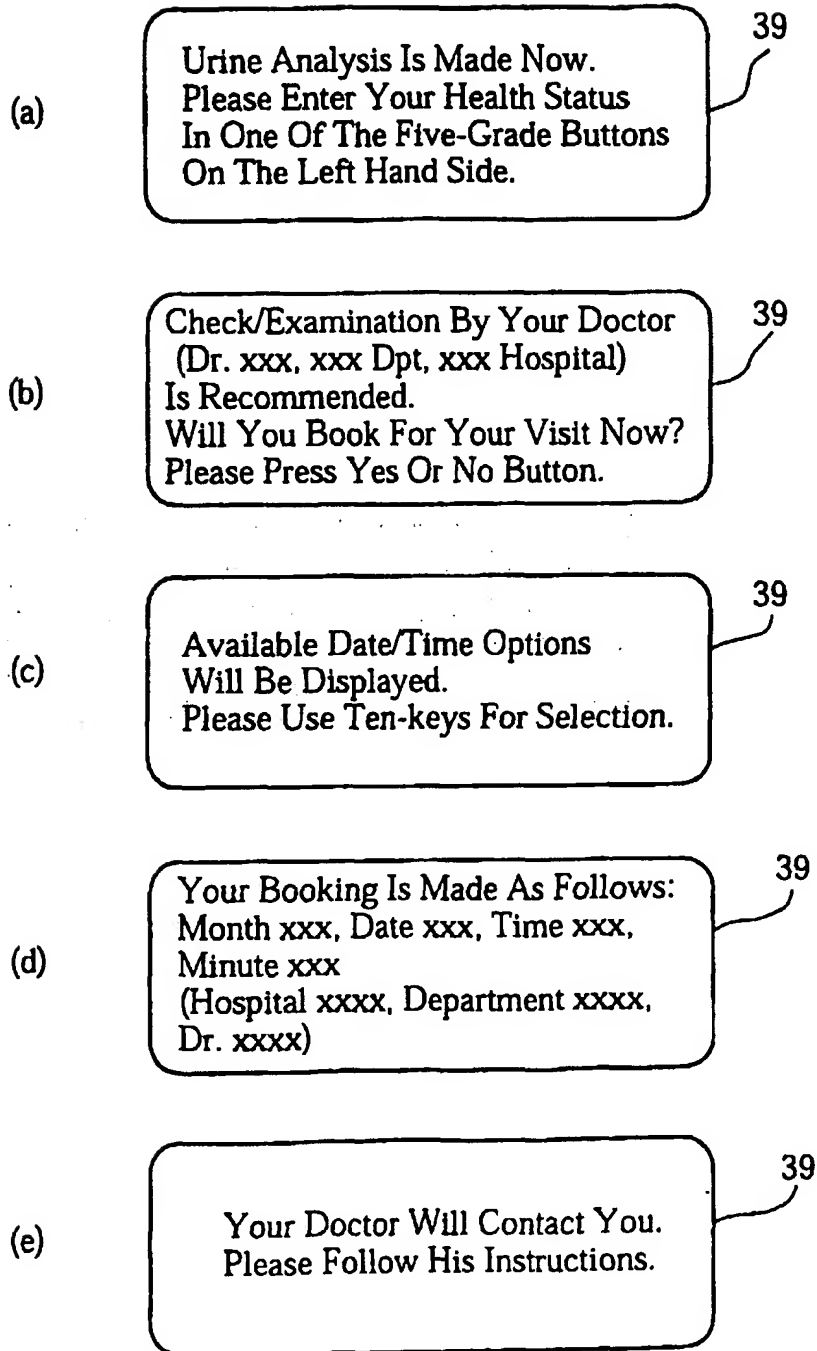 39
(a)
Urine Analysis Is Made Now.
Please Enter Your Health Status
In One Of The Five-Grade Buttons
On The Left Hand Side.
39
(b)
Check/Examination By Your Doctor
(Dr. xxx, xxx Dpt, xxx Hospital)
Is Recommended.
Will You Book For Your Visit Now?
Please Press Yes Or No Button.
39
(c)
Available Date/Time Options
Will Be Displayed.
Please Use Ten-keys For Selection.
39
(d)
Your Booking Is Made As Follows:
Month xxx, Date xxx, Time xxx,
Minute xxx
(Hospital xxxx, Department xxxx,
Dr. xxxx)
39
(e)
Your Doctor Will Contact You.
Please Follow His Instructions.